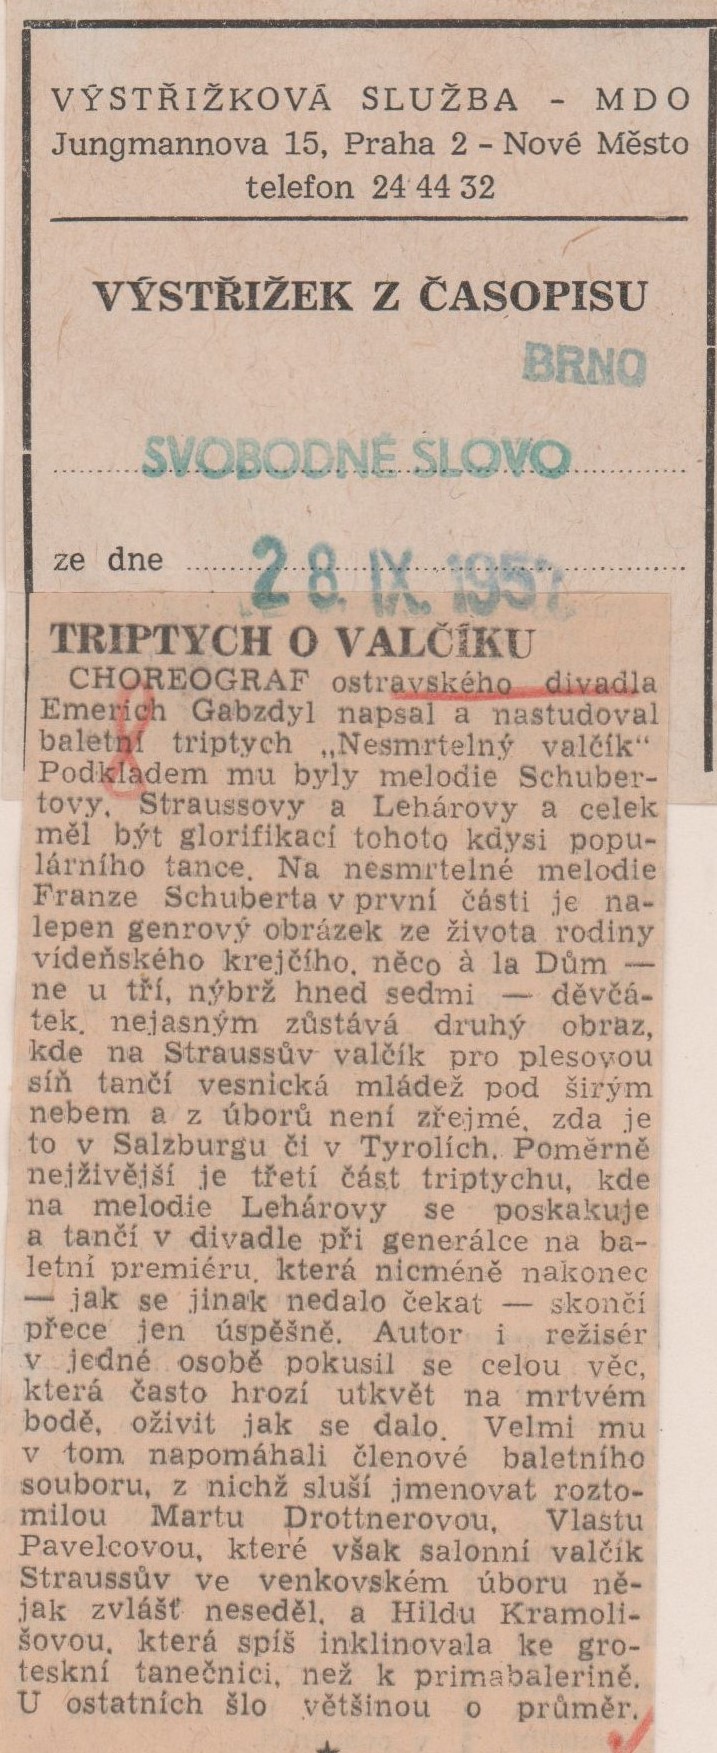 VÝSTŘIŽKOVÁ SLUŽBA - MDO
Jungmannova 15, Praha 2 - Nové Město
telefon 24 44 32
VÝSTŘIŽEK Z ČASOPISU
BRNO
SVOBODNÉ SLOVO
ze dne 28. IX. 1957
TRIPTYCH O VALČÍKU
CHOREOGRAF ostravského divadla
Emerich Gabzdyl napsal a nastudoval
baletní triptych „Nesmrtelný valčík“
Podkladem mu byly melodie Schuber-
tovy, Straussovy a Lehárovy a celek
měl být glorifikací tohoto kdysi popu-
lárního tance. Na nesmrtelné melodie
Franze Schuberta v první části je na-
lepen genrový obrázek ze života rodiny
vídeňského krejčího, něco à la Dům —
ne u tří, nýbrž hned sedmi — děvčá-
tek, nejasným zůstává druhý obraz,
kde na Straussův valčík pro plesovou
síň tančí vesnická mládež pod širým
nebem a z úborů není zřejmé, zda je
to v Salzburgu či v Tyrolích. Poměrně
nejživější je třetí část triptychu, kde
na melodie Lehárovy se poskakuje
a tančí v divadle při generálce na ba-
letní premiéru, která nicméně nakonec
— jak se jinak nedalo čekat — skončí
přece jen úspěšně. Autor i režisér
v jedné osobě pokusil se celou věc,
která často hrozí utkvět na mrtvém
bodě, oživit jak se dalo. Velmi mu
v tom napomáhali členové baletního
souboru, z nichž sluší jmenovat rozto-
milou Martu Drottnerovou, Vlastu
Pavelcovou, které však salonní valčík
Straussův ve venkovském úboru ně-
jak zvlášť neseděl, a Hildu Kramoli-
šovou, která spíš inklinovala ke gro-
teskní tanečnici, než k primabalerině.
U ostatních šlo většinou o průměr.